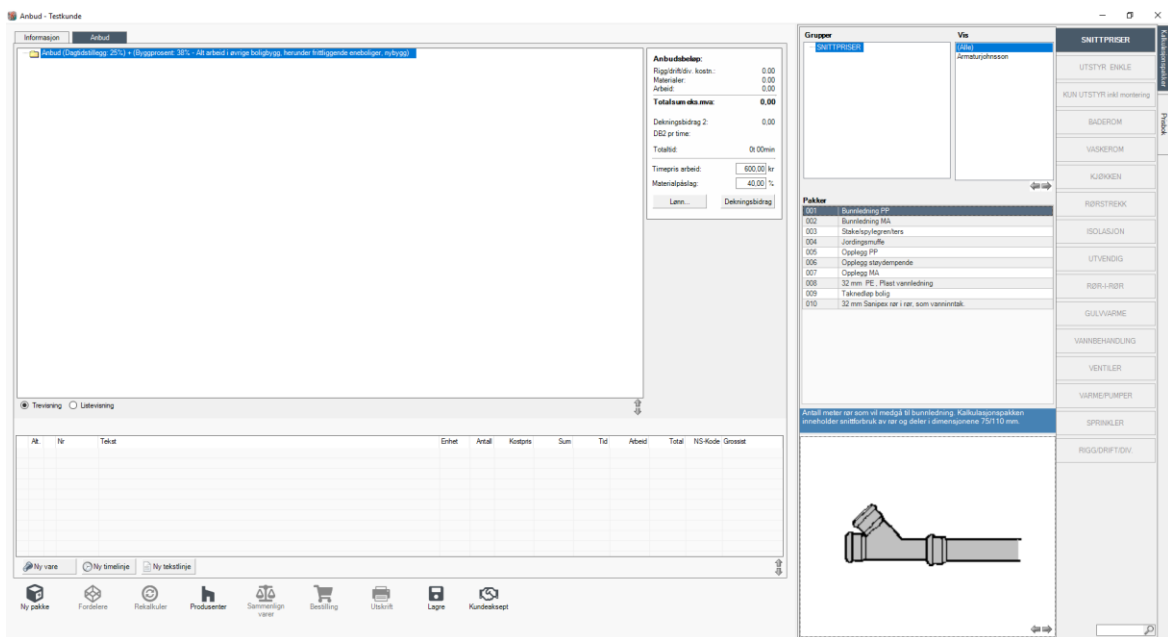 Anbud - Testkunde
Informasjon Anbud
Anbud (Dagtidstillegg: 25%) + (Byggprosent: 38% - Alt arbeid i øvrige boligbygg, herunder frittliggende eneboliger, nybygg)
Anbudsbeløp:
Rigg/drift/div. kostn.: 0.00
Materialer: 0.00
Arbeid: 0.00
Totalsum eks.mva: 0,00
Dekningsbidrag 2: 0.00
DB2 pr time:
Totaltid: 0t 00min
Timepris arbeid: 600,00 kr
Materialpåslag: 40,00 %
Lønn... Dekningsbidrag
Trevisning Listevisning
Alt. Nr Tekst Enhet Antall Kostpris Sum Tid Arbeid Total NS-Kode Grossist
Ny vare Ny timelinje Ny tekstlinje
Ny pakke Fordelere Rekalkuler Produsenter Sammenlign varer Bestilling Utskrift Lagre Kundeaksept
Grupper Vis
SNITTPRISER (Alle)
Armaturjohnsson
Pakker
001 Bunnledning PP
002 Bunnledning MA
003 Stake/spylegren/ters
004 Jordingsmuffe
005 Opplegg PP
006 Opplegg støydempende
007 Opplegg MA
008 32 mm PE , Plast vannledning
009 Taknedløp bolig
010 32 mm Sanipex rør i rør, som vanninntak.
Antall meter rør som vil medgå til bunnledning. Kalkulasjonspakken
inneholder snittforbruk av rør og deler i dimensjonene 75/110 mm.
SNITTPRISER
UTSTYR ENKLE
KUN UTSTYR inkl montering
BADEROM
VASKEROM
KJØKKEN
RØRSTREKK
ISOLASJON
UTVENDIG
RØR-I-RØR
GULVVARME
VANNBEHANDLING
VENTILER
VARME/PUMPER
SPRINKLER
RIGG/DRIFT/DIV.
Kalkulasjonspakker
Prisbok